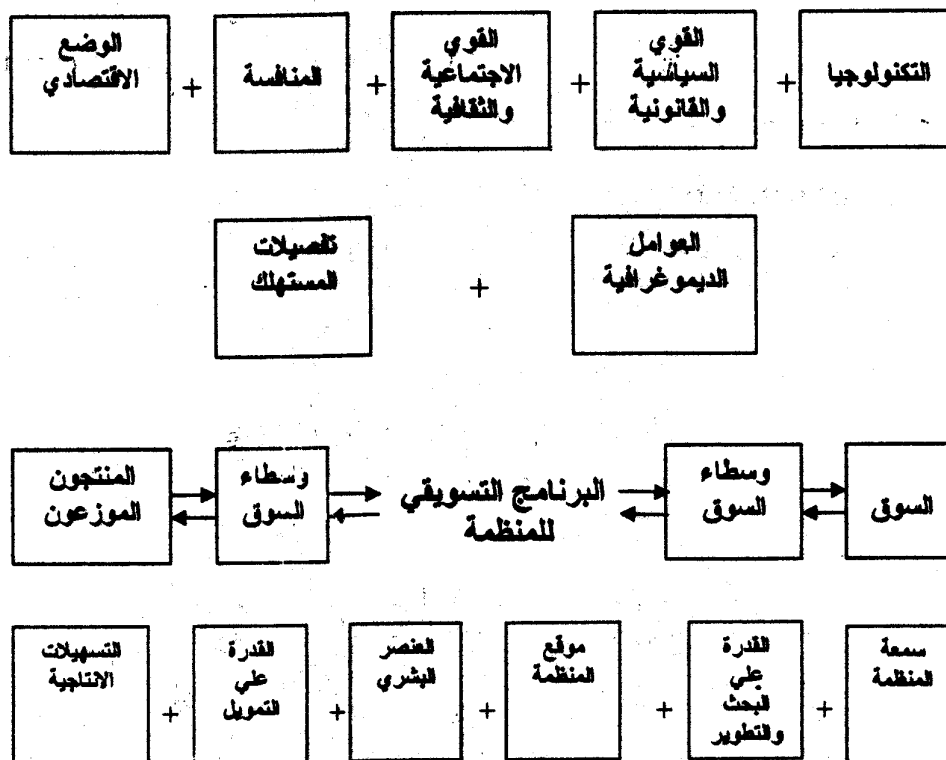 التكنولوجيا
+
القوي
السياسية
والقانونية
+
القوي
الاجتماعية
والثقافية
+
المنافسة
+
الوضع
الاقتصادي
العوامل
الديموغرافية
+
تفصيلات
المستهلك
السوق
وسطاء
السوق
البرنامج التسويقي
للمنظمة
وسطاء
السوق
المنتجون
الموزعون
سمعة
المنظمة
+
القدرة
علي
البحث
والتطوير
+
موقع
المنظمة
+
العنصر
البشري
+
القدرة
علي
التمويل
+
التسهيلات
الانتاجية